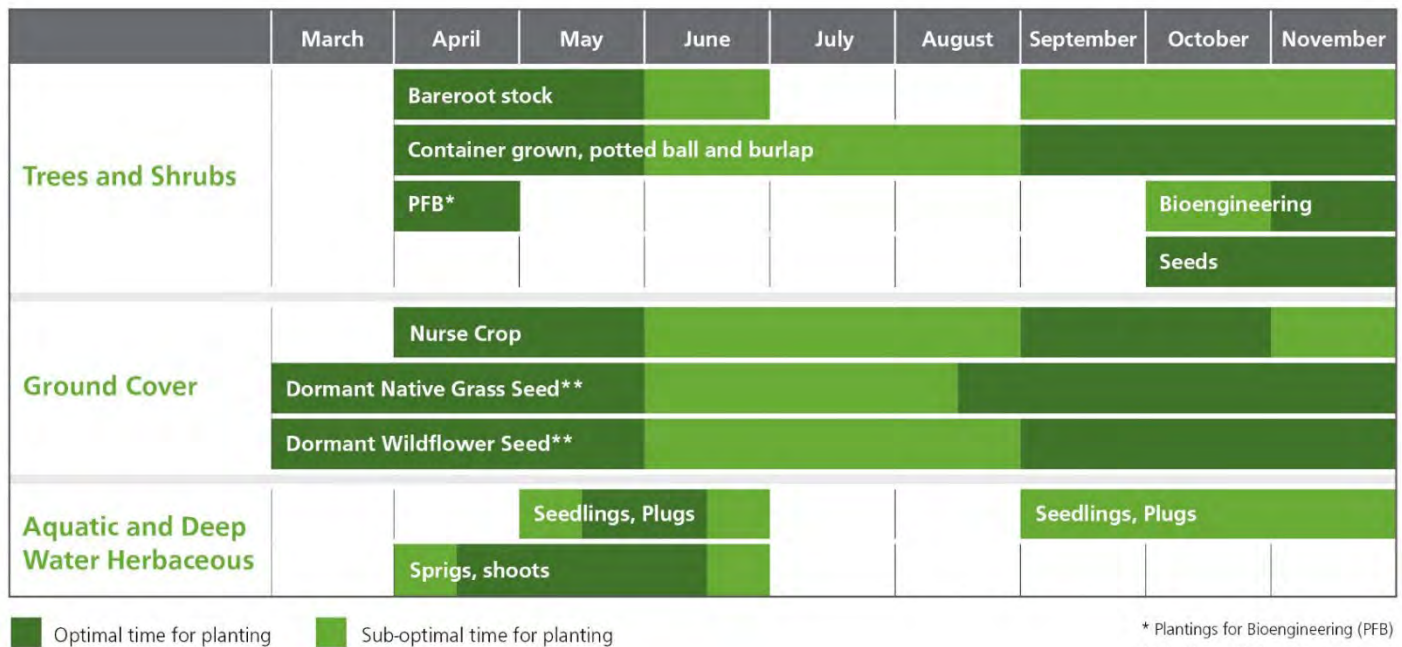 March April May June July August September October November
Trees and Shrubs
Bareroot stock
Container grown, potted ball and burlap
PFB* Bioengineering
Seeds
Ground Cover
Nurse Crop
Dormant Native Grass Seed**
Dormant Wildflower Seed**
Aquatic and Deep
Water Herbaceous
Seedlings, Plugs Seedlings, Plugs
Sprigs, shoots
Optimal time for planting Sub-optimal time for planting * Plantings for Bioengineering (PFB)